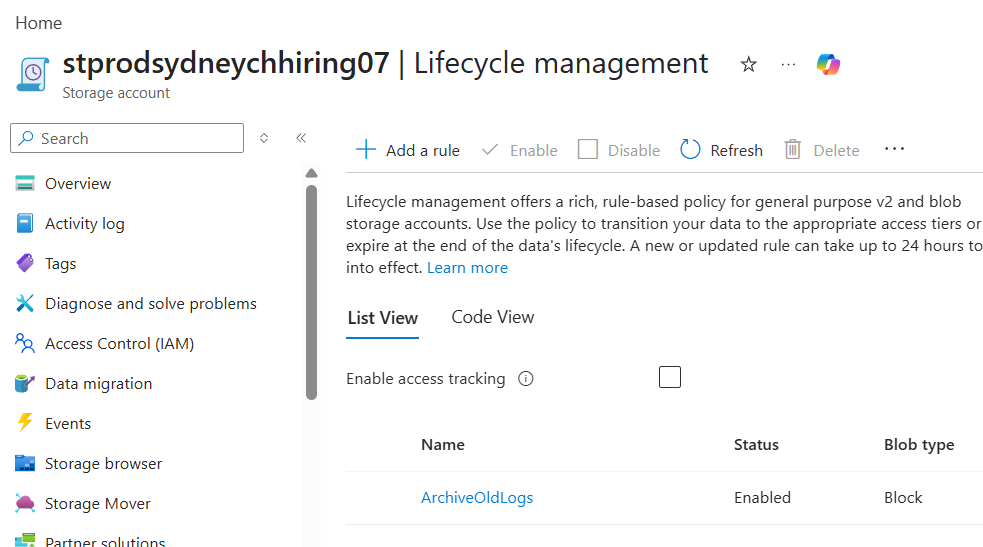 Home
stprodsydneychhiring07 | Lifecycle management
Storage account
Search
Overview
Activity log
Tags
Diagnose and solve problems
Access Control (IAM)
Data migration
Events
Storage browser
Storage Mover
Partner solutions
Add a rule Enable Disable Refresh Delete
Lifecycle management offers a rich, rule-based policy for general purpose v2 and blob
storage accounts. Use the policy to transition your data to the appropriate access tiers or
expire at the end of the data's lifecycle. A new or updated rule can take up to 24 hours to
into effect. Learn more
List View Code View
Enable access tracking
Name Status Blob type
ArchiveOldLogs Enabled Block